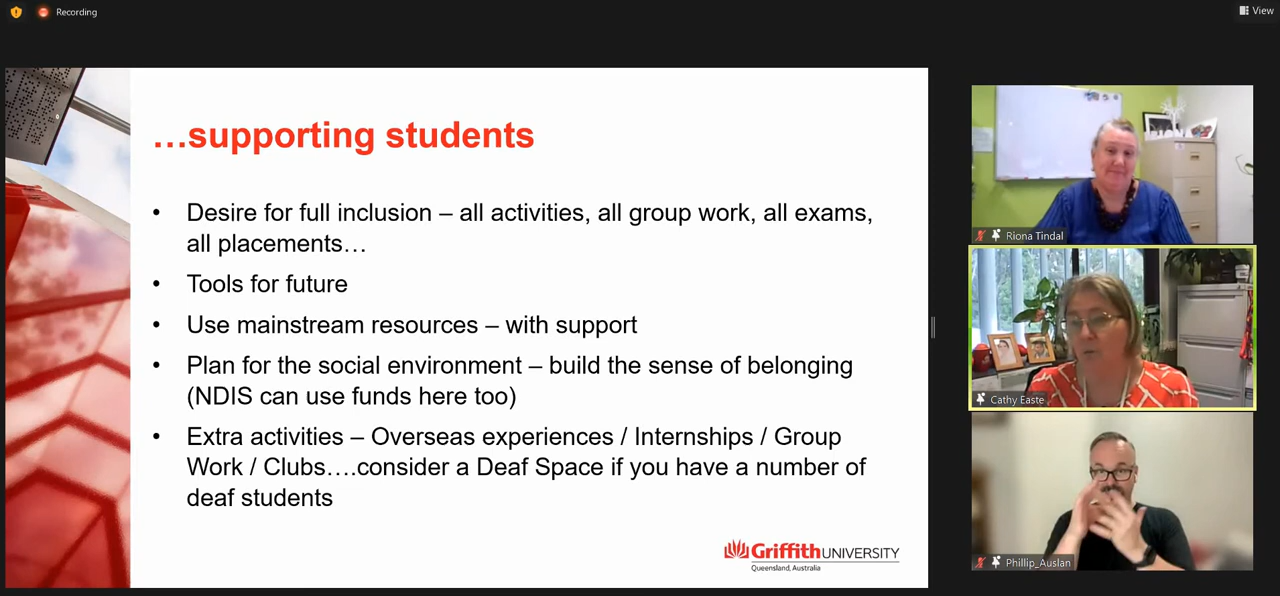 Recording
View
…supporting students
• Desire for full inclusion – all activities, all group work, all exams,
all placements…
• Tools for future
• Use mainstream resources – with support
• Plan for the social environment – build the sense of belonging
(NDIS can use funds here too)
• Extra activities – Overseas experiences / Internships / Group
Work / Clubs….consider a Deaf Space if you have a number of
deaf students
Griffith UNIVERSITY
Queensland, Australia
Riona Tindal
Cathy Easte
Phillip_Auslan